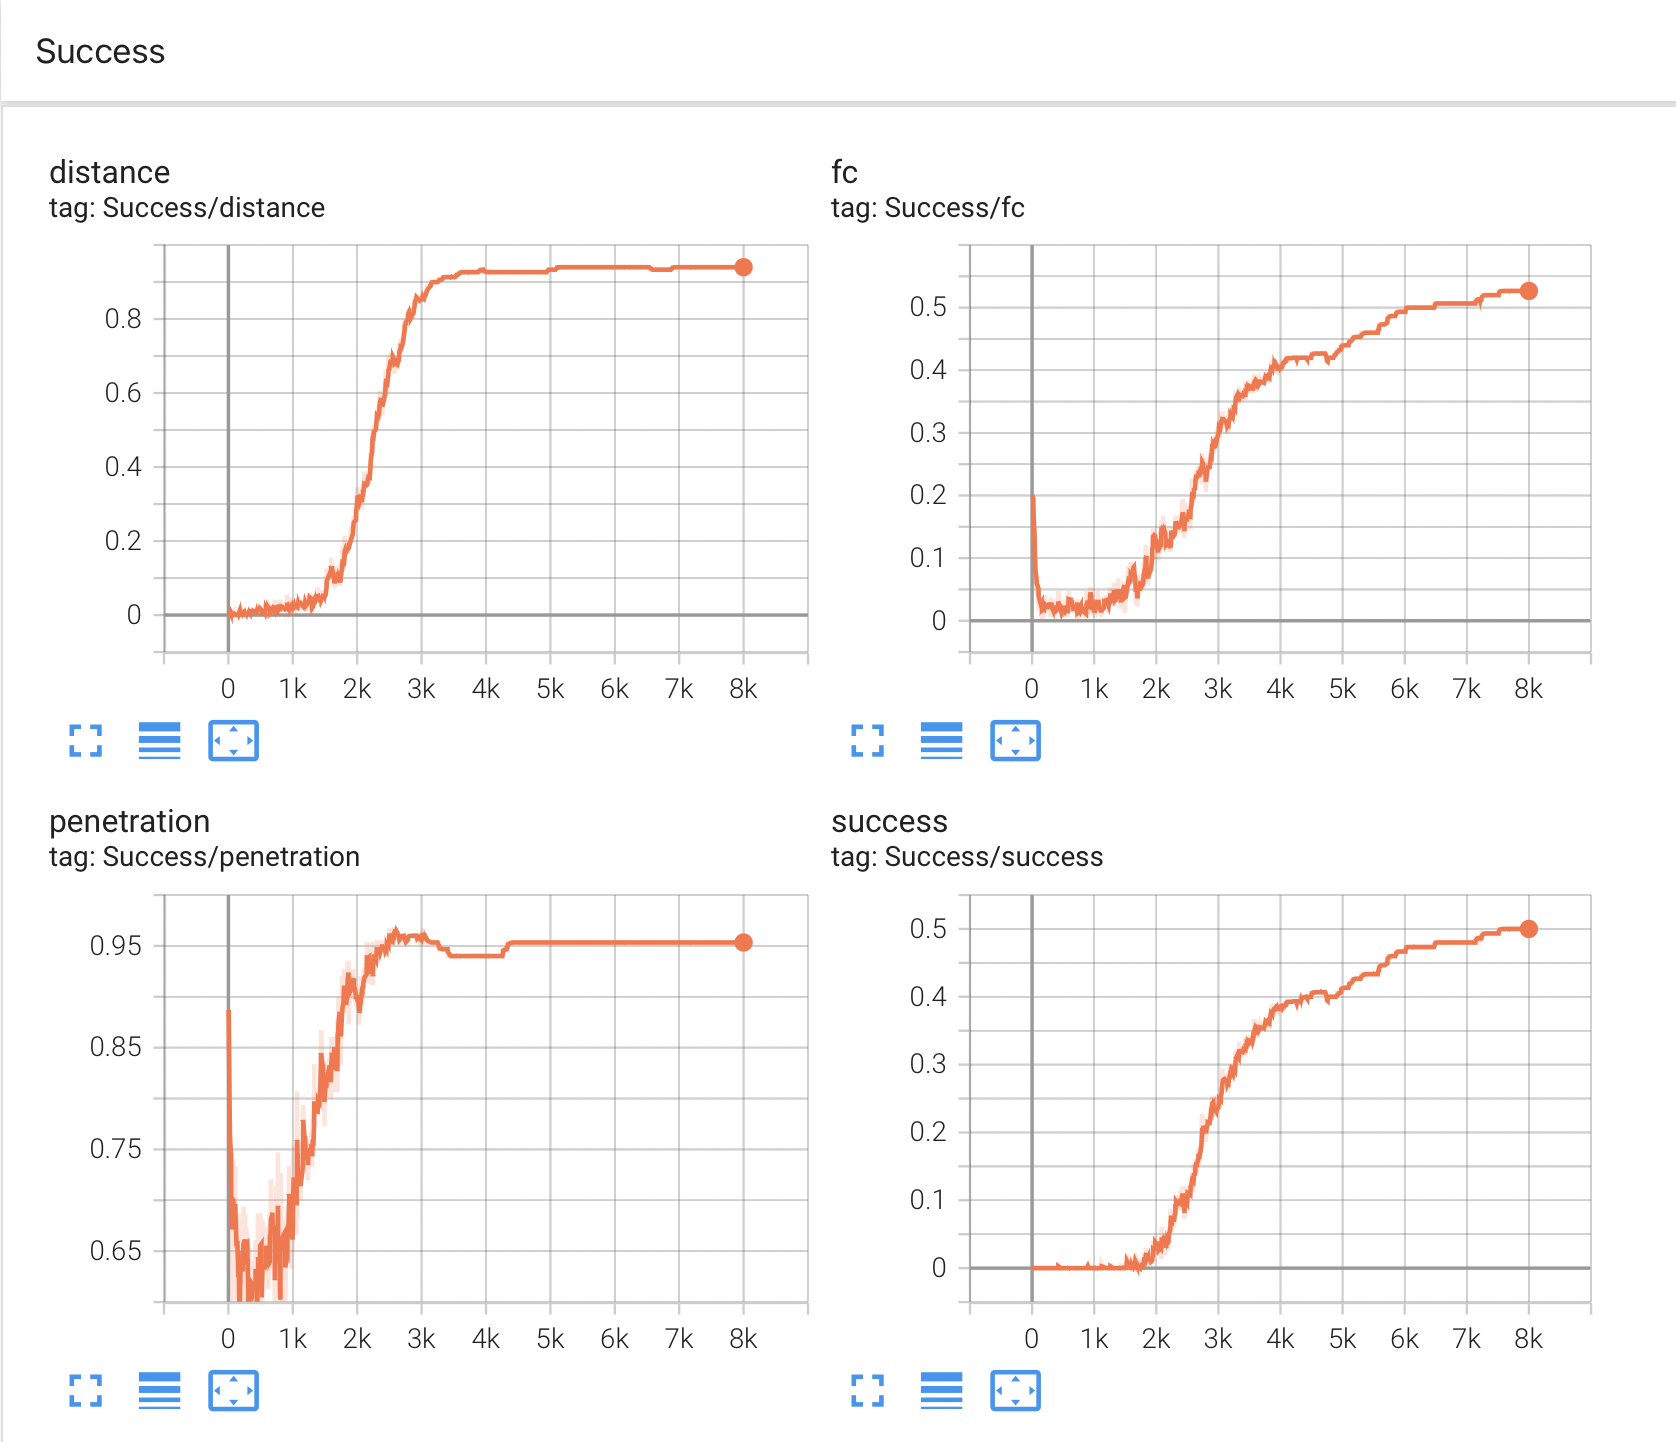 Success
distance
tag: Success/distance
0.8
0.6
0.4
0.2
0
0 1k 2k 3k 4k 5k 6k 7k 8k
fc
tag: Success/fc
0.5
0.4
0.3
0.2
0.1
0
0 1k 2k 3k 4k 5k 6k 7k 8k
penetration
tag: Success/penetration
0.95
0.85
0.75
0.65
0 1k 2k 3k 4k 5k 6k 7k 8k
success
tag: Success/success
0.5
0.4
0.3
0.2
0.1
0
0 1k 2k 3k 4k 5k 6k 7k 8k